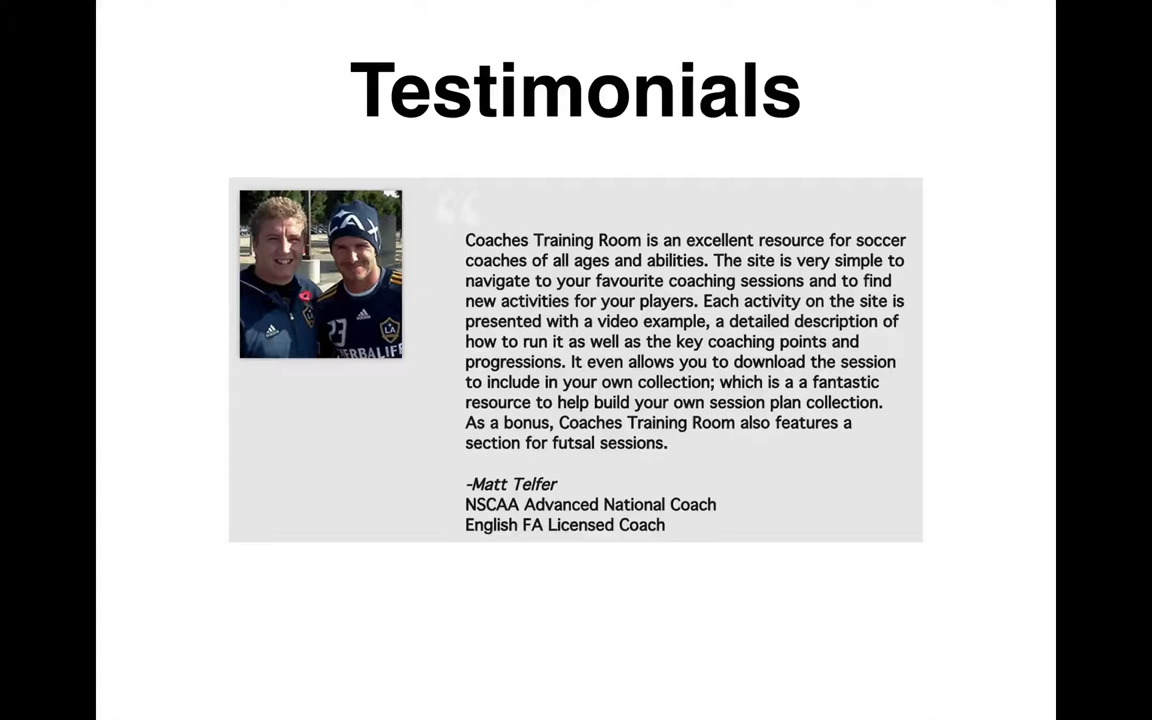 Testimonials
LAX
23
LA
HERBALIFE
Coaches Training Room is an excellent resource for soccer
coaches of all ages and abilities. The site is very simple to
navigate to your favourite coaching sessions and to find
new activities for your players. Each activity on the site is
presented with a video example, a detailed description of
how to run it as well as the key coaching points and
progressions. It even allows you to download the session
to include in your own collection; which is a a fantastic
resource to help build your own session plan collection.
As a bonus, Coaches Training Room also features a
section for futsal sessions.
-Matt Telfer
NSCAA Advanced National Coach
English FA Licensed Coach